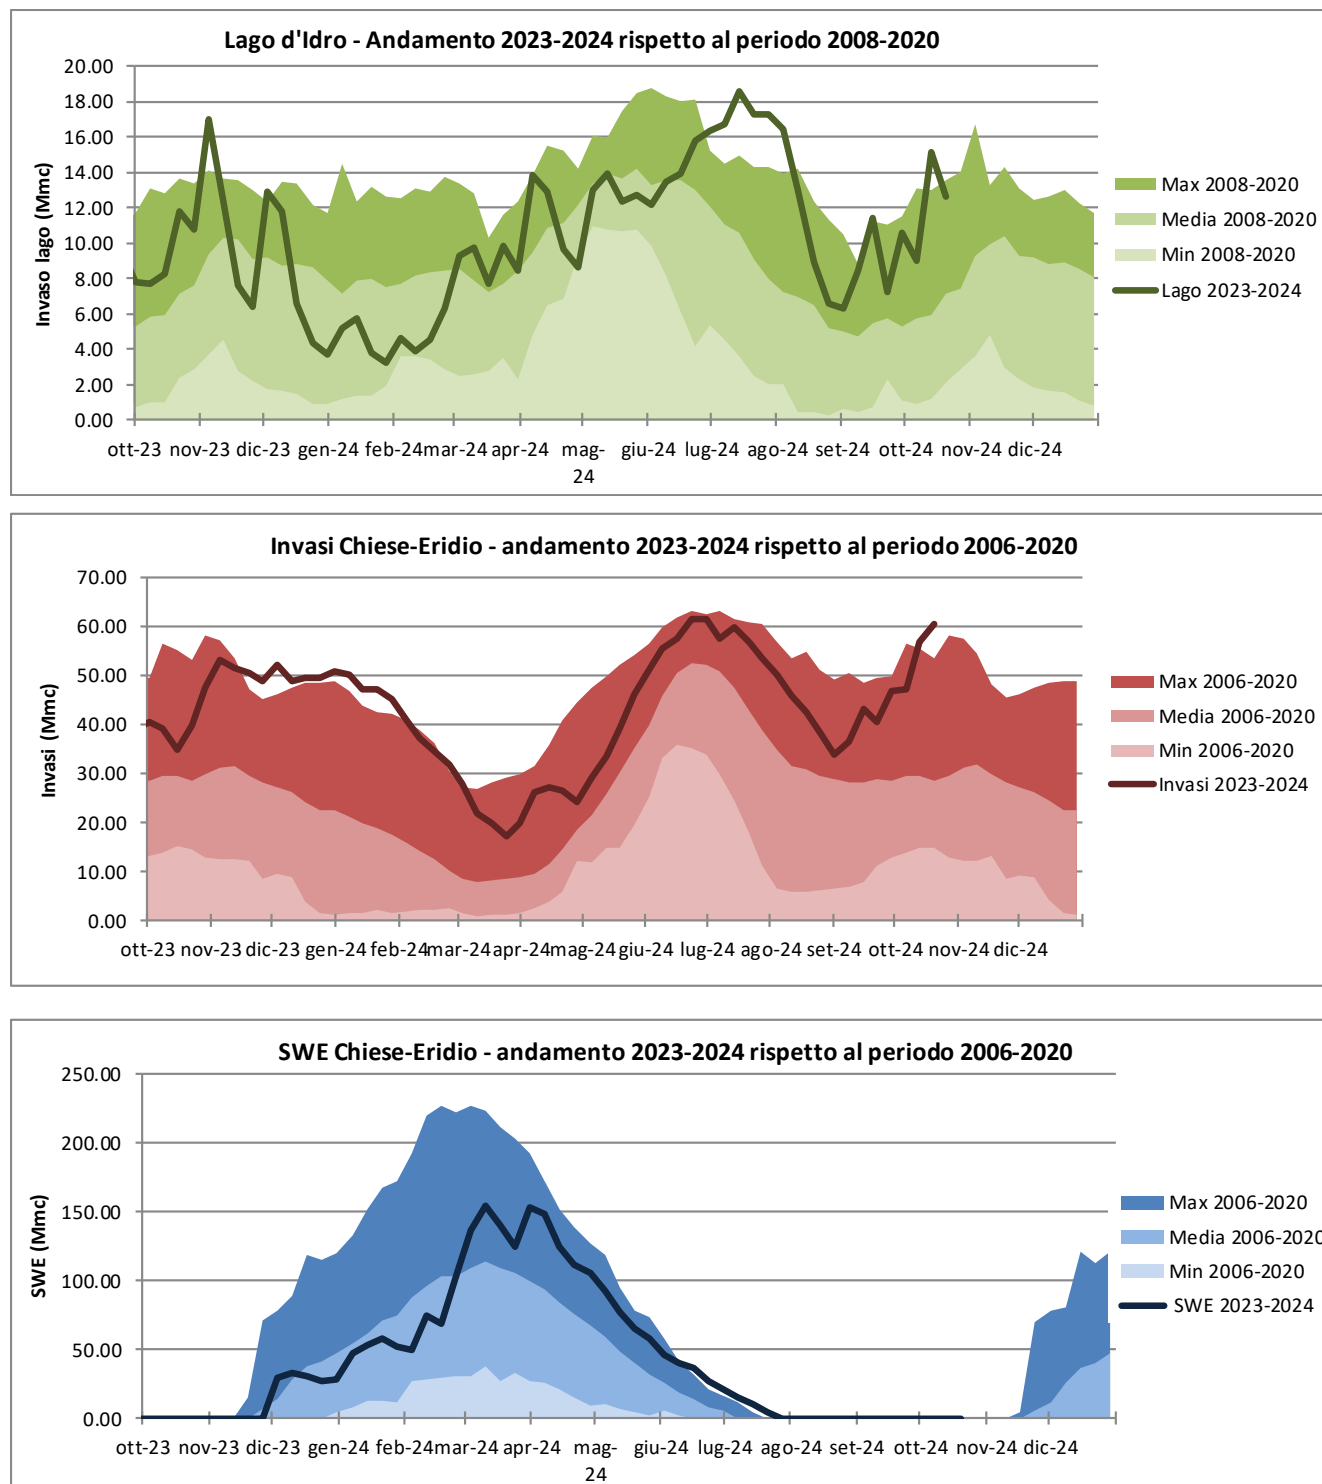 Lago d'Idro - Andamento 2023-2024 rispetto al periodo 2008-2020
Invaso lago (Mmc)
20.00
18.00
16.00
14.00
12.00
10.00
8.00
6.00
4.00
2.00
0.00
ott-23 nov-23 dic-23 gen-24 feb-24 mar-24 apr-24 mag-24 giu-24 lug-24 ago-24 set-24 ott-24 nov-24 dic-24
Max 2008-2020
Media 2008-2020
Min 2008-2020
Lago 2023-2024
Invasi Chiese-Eridio - andamento 2023-2024 rispetto al periodo 2006-2020
Invasi (Mmc)
70.00
60.00
50.00
40.00
30.00
20.00
10.00
0.00
ott-23 nov-23 dic-23 gen-24 feb-24 mar-24 apr-24 mag-24 giu-24 lug-24 ago-24 set-24 ott-24 nov-24 dic-24
Max 2006-2020
Media 2006-2020
Min 2006-2020
Invasi 2023-2024
SWE Chiese-Eridio - andamento 2023-2024 rispetto al periodo 2006-2020
SWE (Mmc)
250.00
200.00
150.00
100.00
50.00
0.00
ott-23 nov-23 dic-23 gen-24 feb-24 mar-24 apr-24 mag-24 giu-24 lug-24 ago-24 set-24 ott-24 nov-24 dic-24
Max 2006-2020
Media 2006-2020
Min 2006-2020
SWE 2023-2024